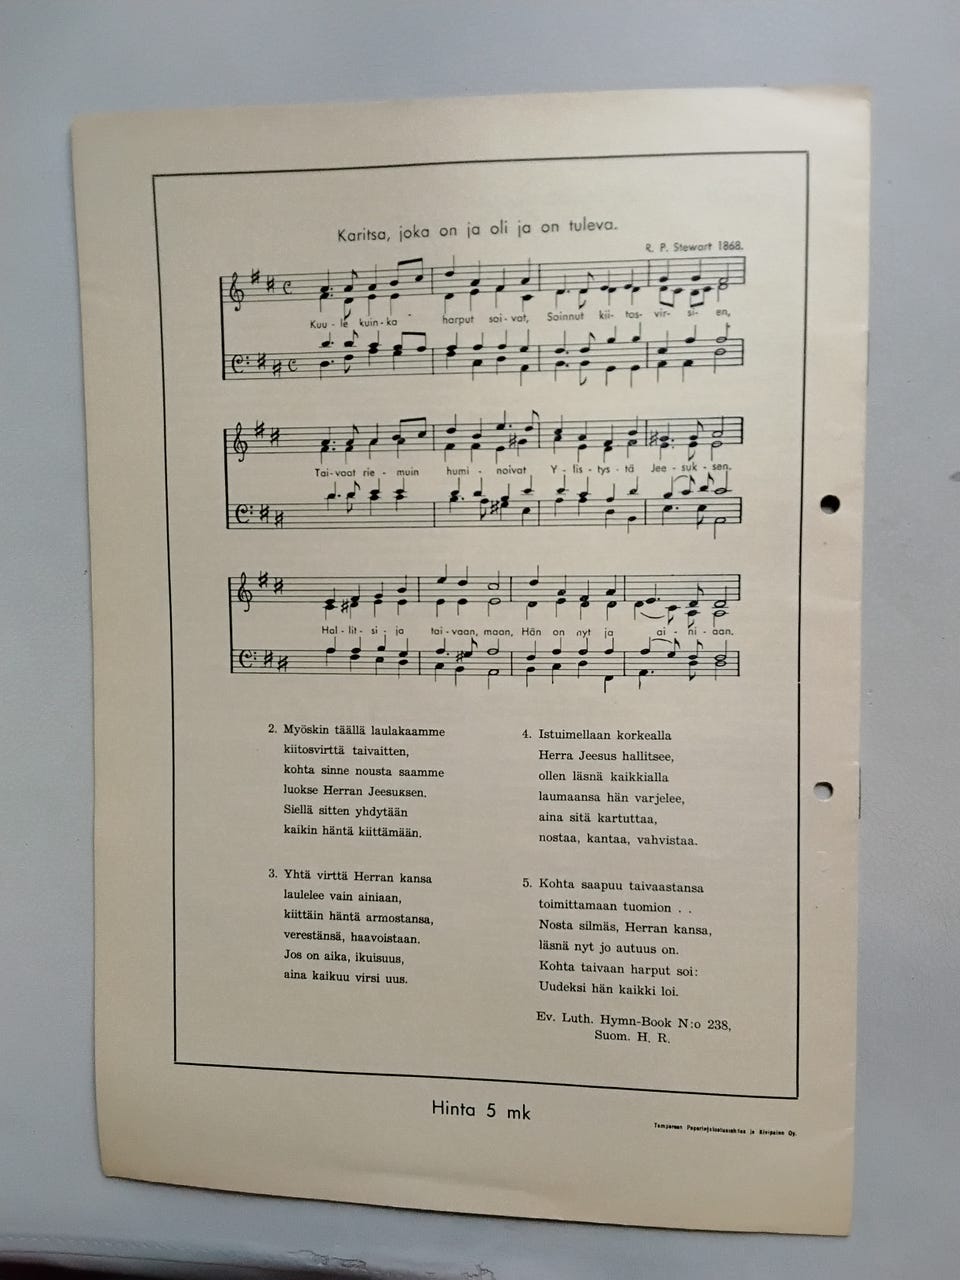 Karitsa, joka on ja oli ja on tuleva.
R. P. Stewart 1868.
Kuu - le kuin - ka harput soi - vat, Soinnut kii - tos - vir - si - en,
Tai - vaat rie - muin humi - noivat Y - lis - tys - tä Jee - suk - sen.
Hal - lit - si - ja tai - vaan, maan, Hän on nyt ja ai - ni - aan.
2. Myöskin täällä laulakaamme
kiitosvirttä taivaitten,
kohta sinne nousta saamme
luokse Herran Jeesuksen.
Siellä sitten yhdytään
kaikin häntä kiittämään.
3. Yhtä virttä Herran kansa
laulelee vain ainiaan,
kiittäin häntä armostansa,
verestänsä, haavoistaan.
Jos on aika, ikuisuus,
aina kaikuu virsi uus.
4. Istuimellaan korkealla
Herra Jeesus hallitsee,
ollen läsnä kaikkialla
laumaansa hän varjelee,
aina sitä kartuttaa,
nostaa, kantaa, vahvistaa.
5. Kohta saapuu taivaastansa
toimittamaan tuomion . .
Nosta silmäs, Herran kansa,
läsnä nyt jo autuus on.
Kohta taivaan harput soi:
Uudeksi hän kaikki loi.
Ev. Luth. Hymn-Book N:o 238,
Suom. H. R.
Hinta 5 mk
Tampereen Paperinjalostustehdas ja Kivipaino Oy.